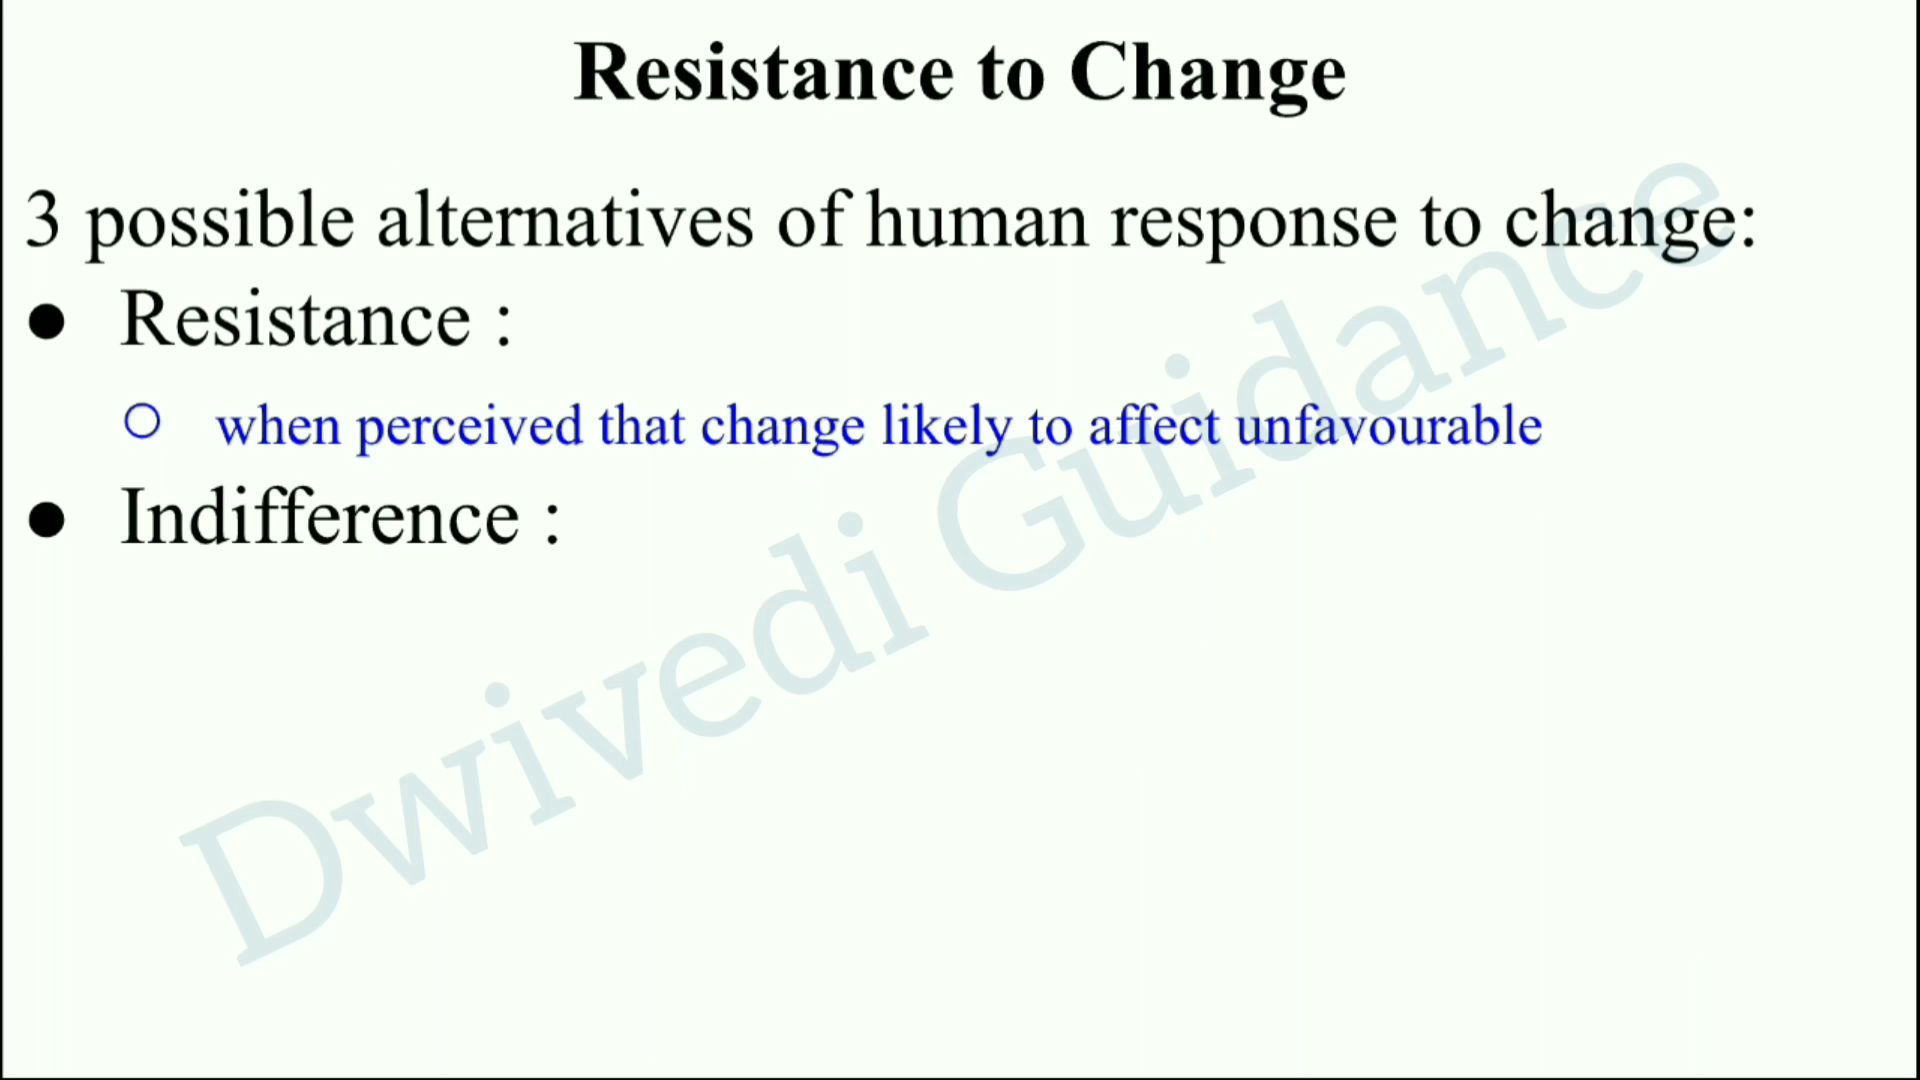 Resistance to Change
3 possible alternatives of human response to change:
● Resistance :
○ when perceived that change likely to affect unfavourable
● Indifference :
Dwivedi Guidance